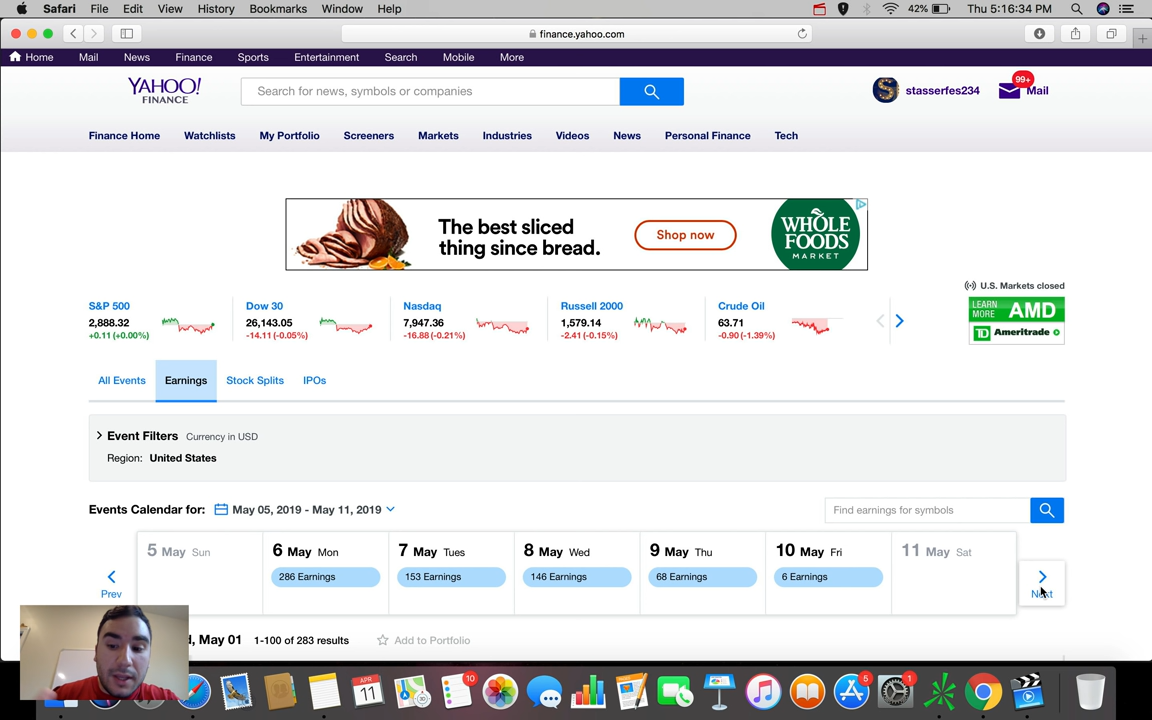 Safari File Edit View History Bookmarks Window Help 42% Thu 5:16:34 PM
finance.yahoo.com
Home Mail News Finance Sports Entertainment Search Mobile More
YAHOO! FINANCE
Search for news, symbols or companies
stasserfes234
99+
Mail
Finance Home Watchlists My Portfolio Screeners Markets Industries Videos News Personal Finance Tech
The best sliced
thing since bread.
Shop now
WHOLE
FOODS
MARKET
U.S. Markets closed
LEARN
MORE
AMD
TD Ameritrade
S&P 500 Dow 30 Nasdaq Russell 2000 Crude Oil
2,888.32 26,143.05 7,947.36 1,579.14 63.71
+0.11 (+0.00%) -14.11 (-0.05%) -16.88 (-0.21%) -2.41 (-0.15%) -0.90 (-1.39%)
All Events Earnings Stock Splits IPOs
Event Filters Currency in USD
Region: United States
Events Calendar for: May 05, 2019 - May 11, 2019
Find earnings for symbols
5 May Sun 6 May Mon 7 May Tues 8 May Wed 9 May Thu 10 May Fri 11 May Sat
286 Earnings 153 Earnings 146 Earnings 68 Earnings 6 Earnings
Prev Next
, May 01 1-100 of 283 results Add to Portfolio
APR
11
10
5
1